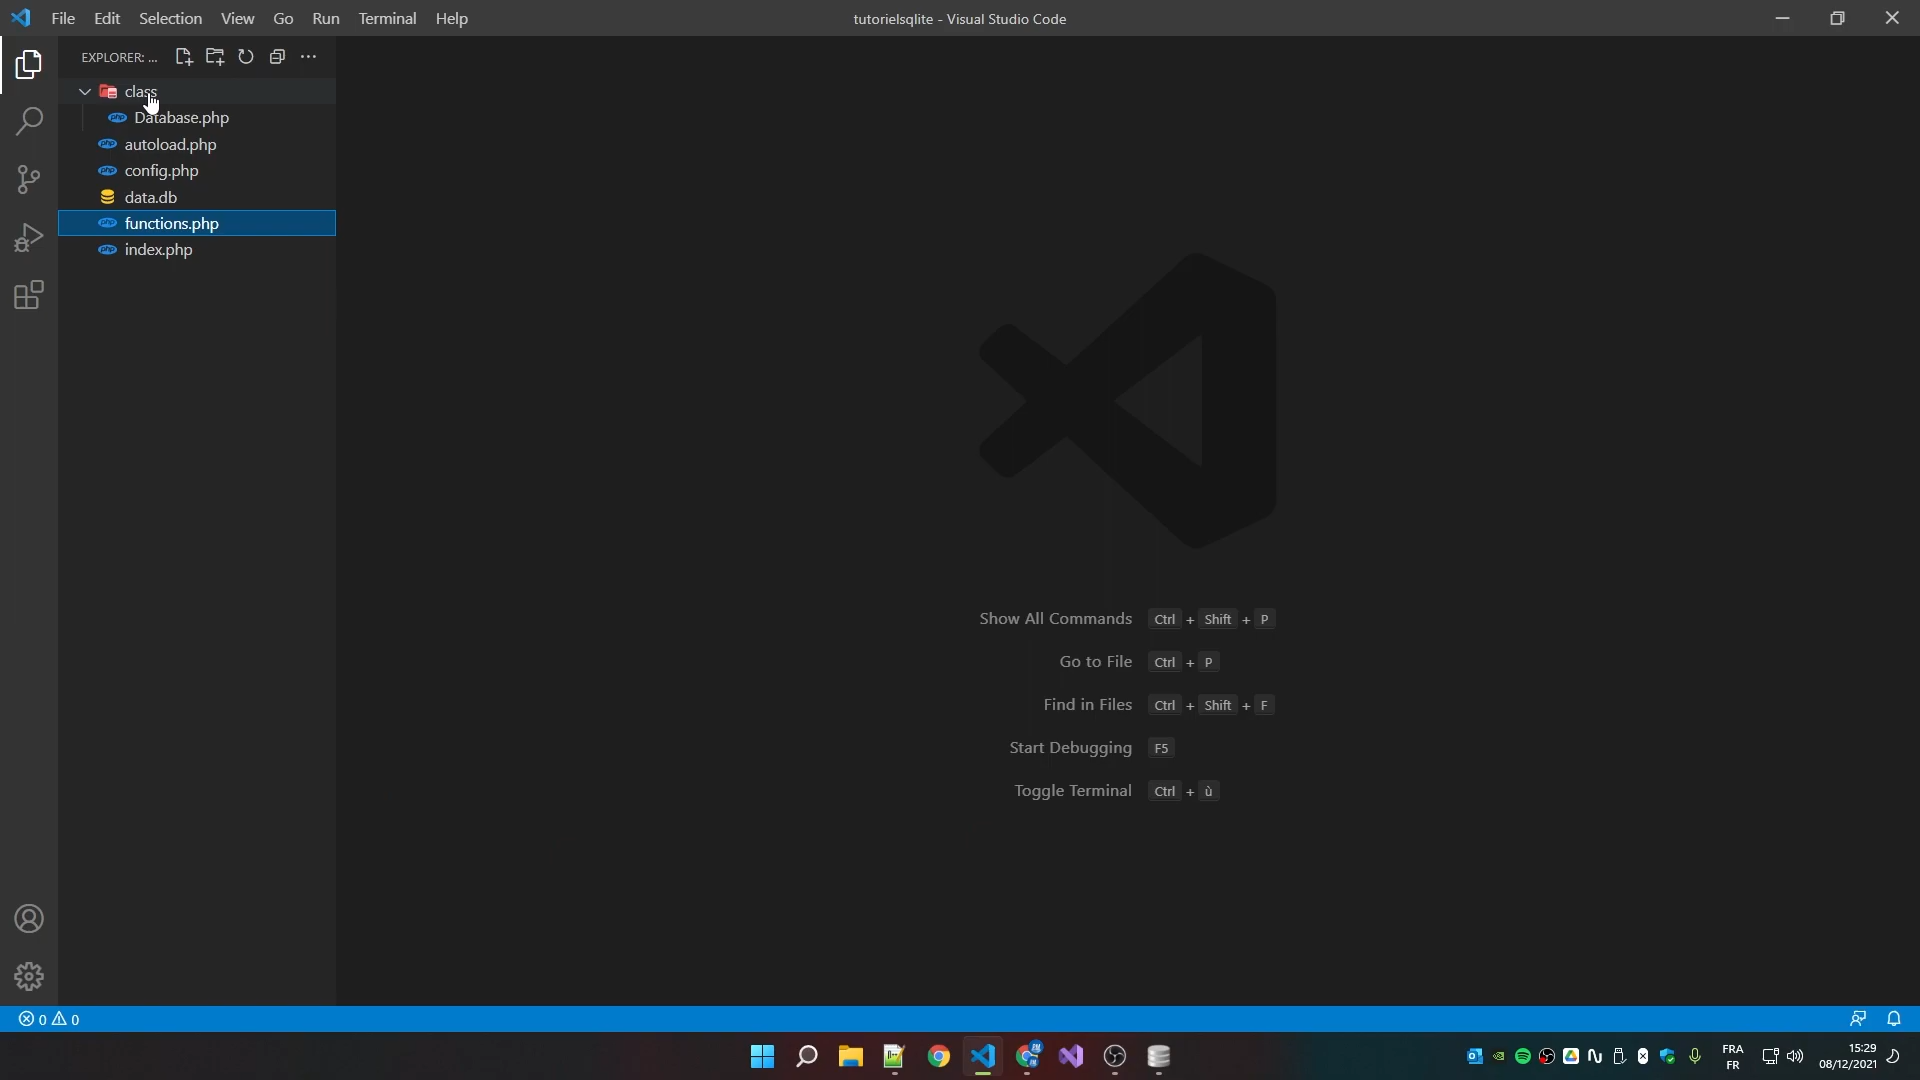 File Edit Selection View Go Run Terminal Help
tutorielsqlite - Visual Studio Code
EXPLORER: ...
class
Database.php
autoload.php
config.php
data.db
functions.php
index.php
Show All Commands Ctrl + Shift + P
Go to File Ctrl + P
Find in Files Ctrl + Shift + F
Start Debugging F5
Toggle Terminal Ctrl + ù
0 0
FRA
FR
15:29
08/12/2021